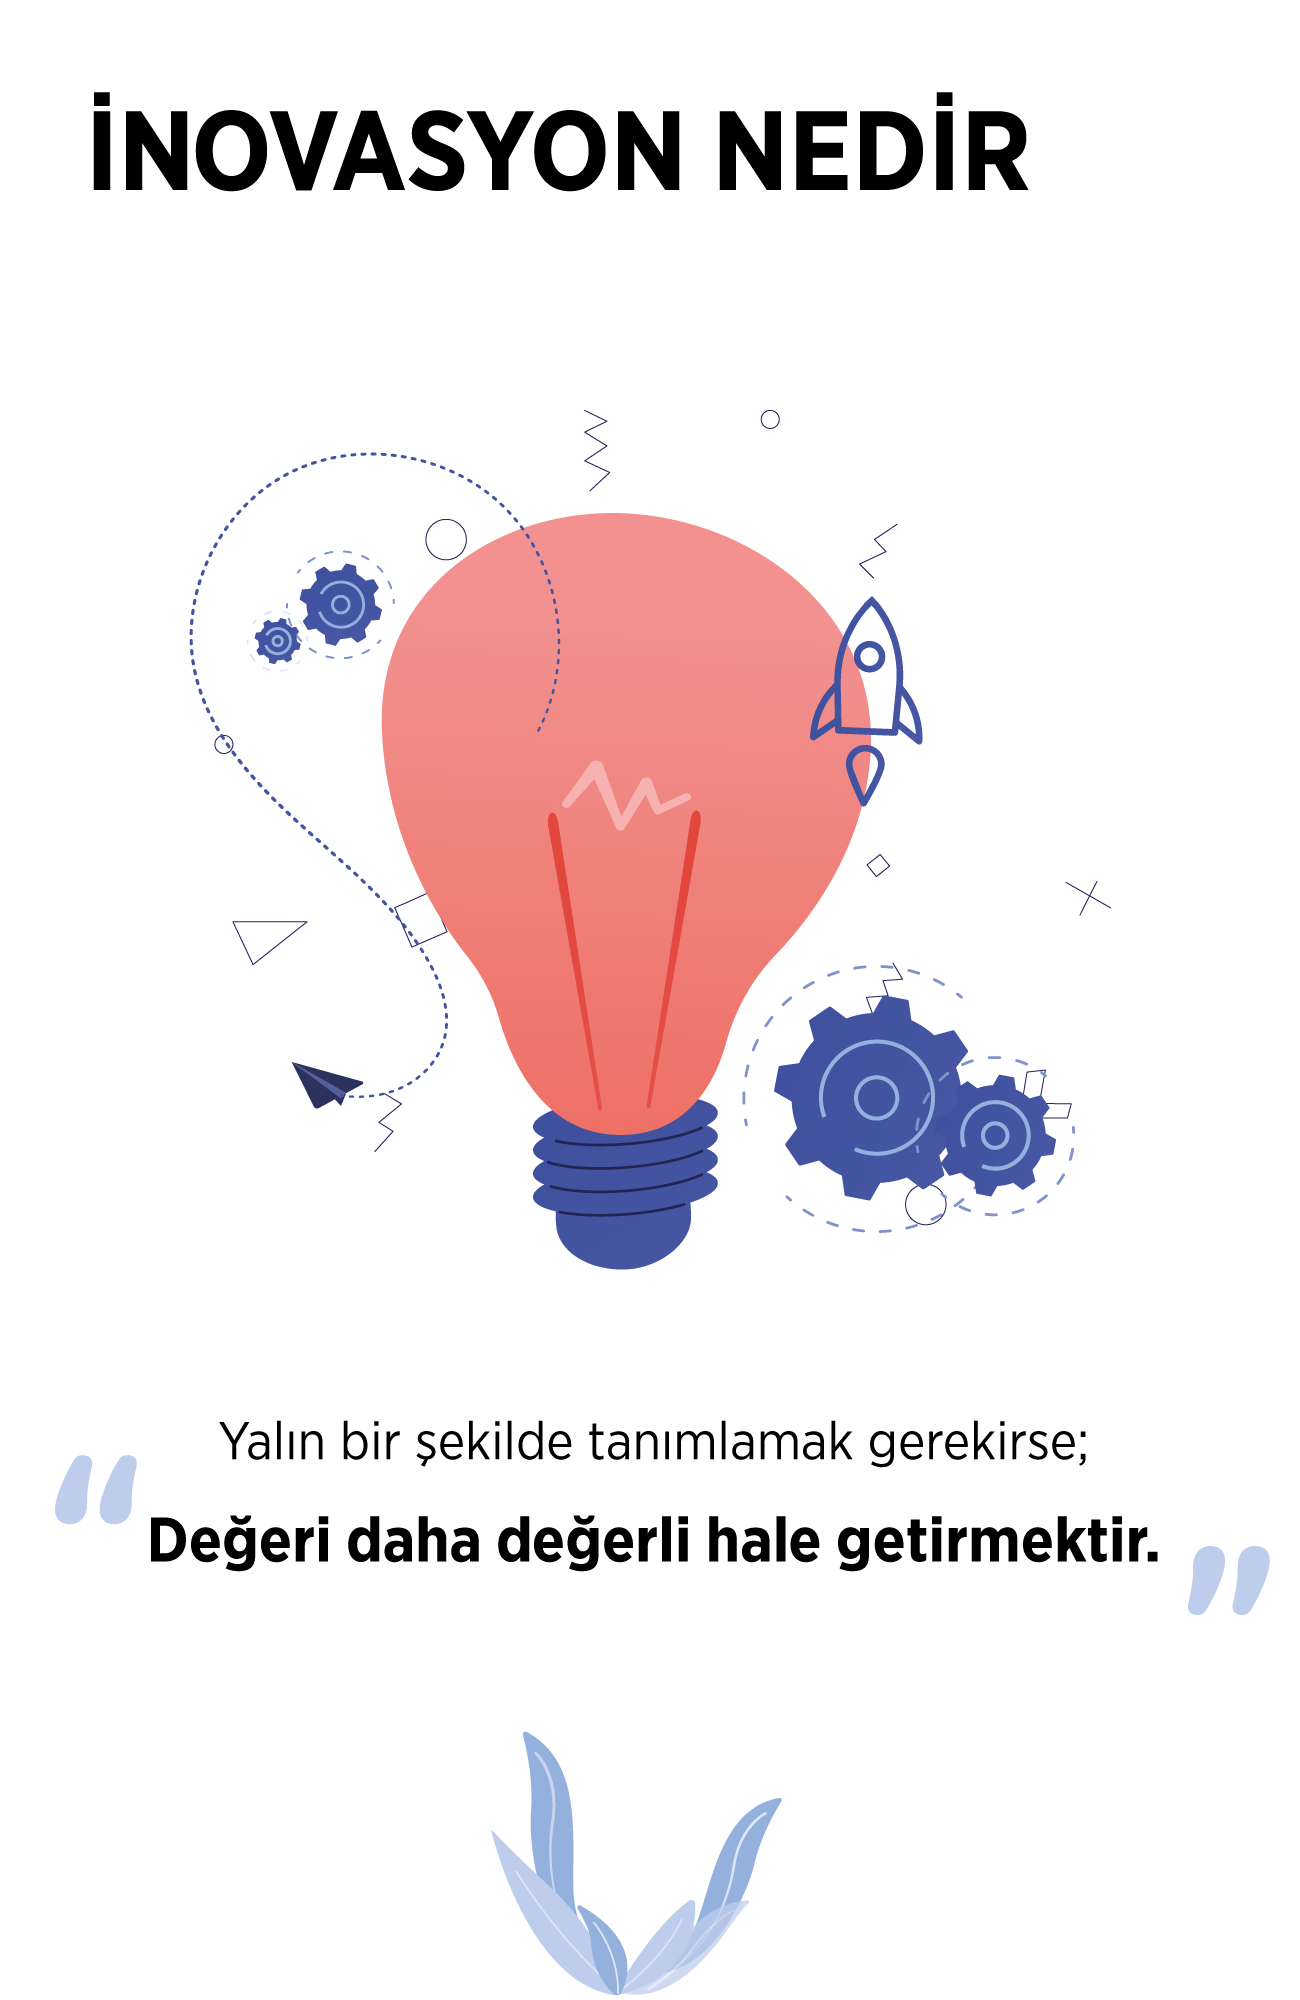 İNOVASYON NEDİR
Yalın bir şekilde tanımlamak gerekirse;
“Değeri daha değerli hale getirmektir.”